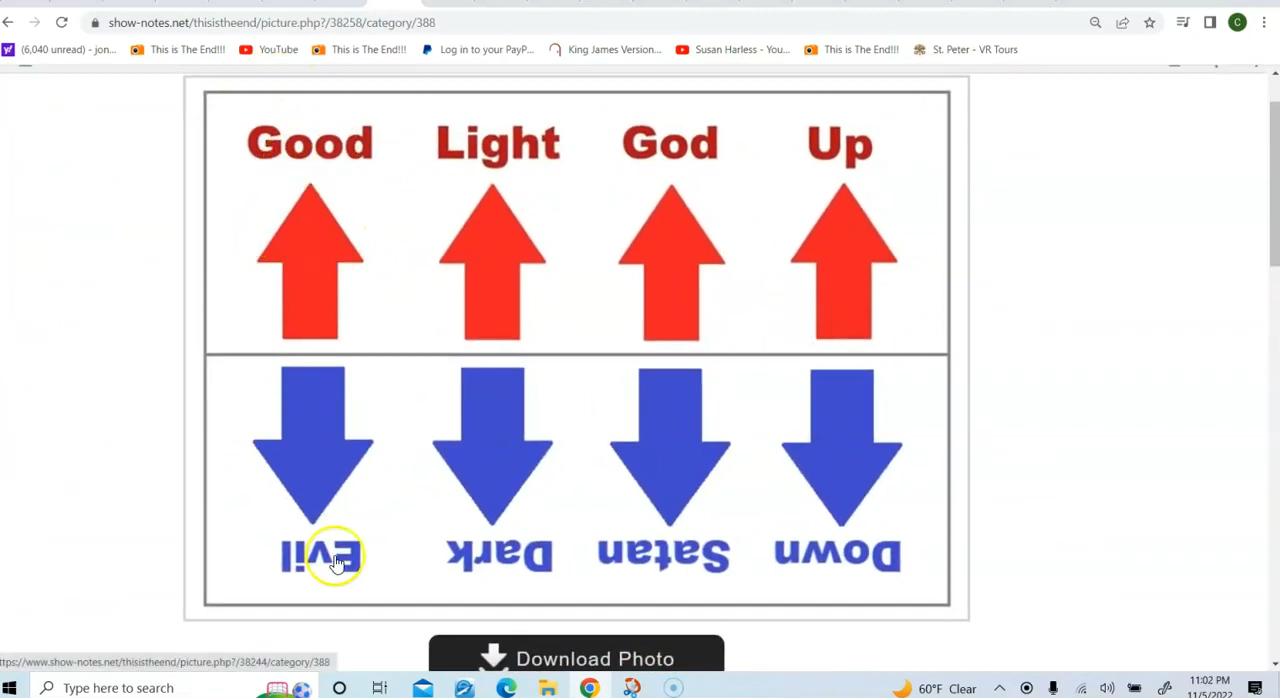 show-notes.net/thisistheend/picture.php?/38258/category/388
(6,040 unread) - jon... This is The End!!! YouTube This is The End!!! Log in to your PayP... King James Version... Susan Harless - You... This is The End!!! St. Peter - VR Tours
Good Light God Up
Evil Dark Satan Down
Download Photo
ttps://www.show-notes.net/thisistheend/picture.php?/38244/category/388
Type here to search 60°F Clear 11:02 PM
11/5/2022